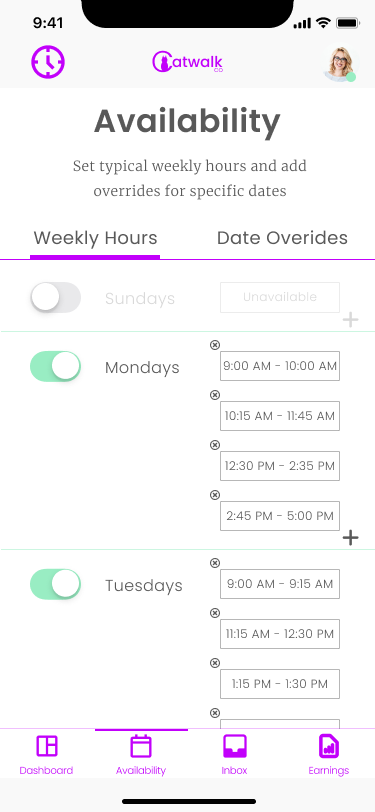 9:41
Catwalk
CO
Availability
Set typical weekly hours and add
overrides for specific dates
Weekly Hours
Date Overides
Sundays
Unavailable
Mondays
9:00 AM - 10:00 AM
10:15 AM - 11:45 AM
12:30 PM - 2:35 PM
2:45 PM - 5:00 PM
Tuesdays
9:00 AM - 9:15 AM
11:15 AM - 12:30 PM
1:15 PM - 1:30 PM
Dashboard
Availability
Inbox
Earnings